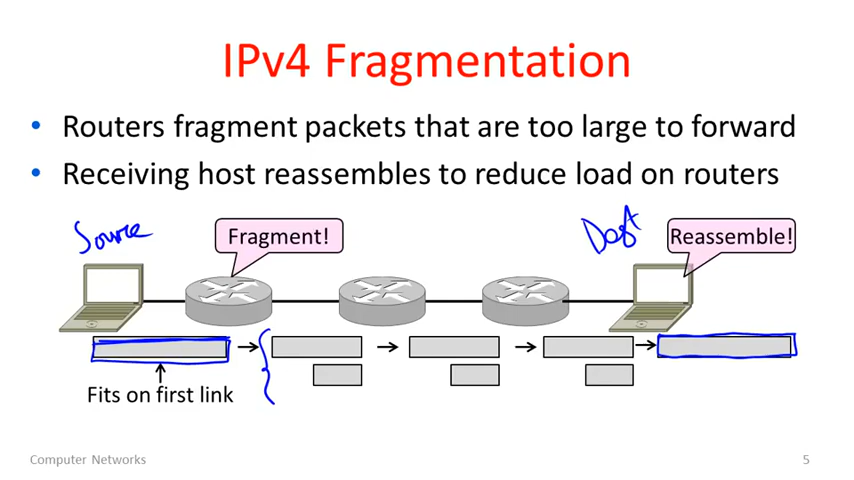 IPv4 Fragmentation
• Routers fragment packets that are too large to forward
• Receiving host reassembles to reduce load on routers
Source
Fragment!
Dest
Reassemble!
Fits on first link
Computer Networks
5